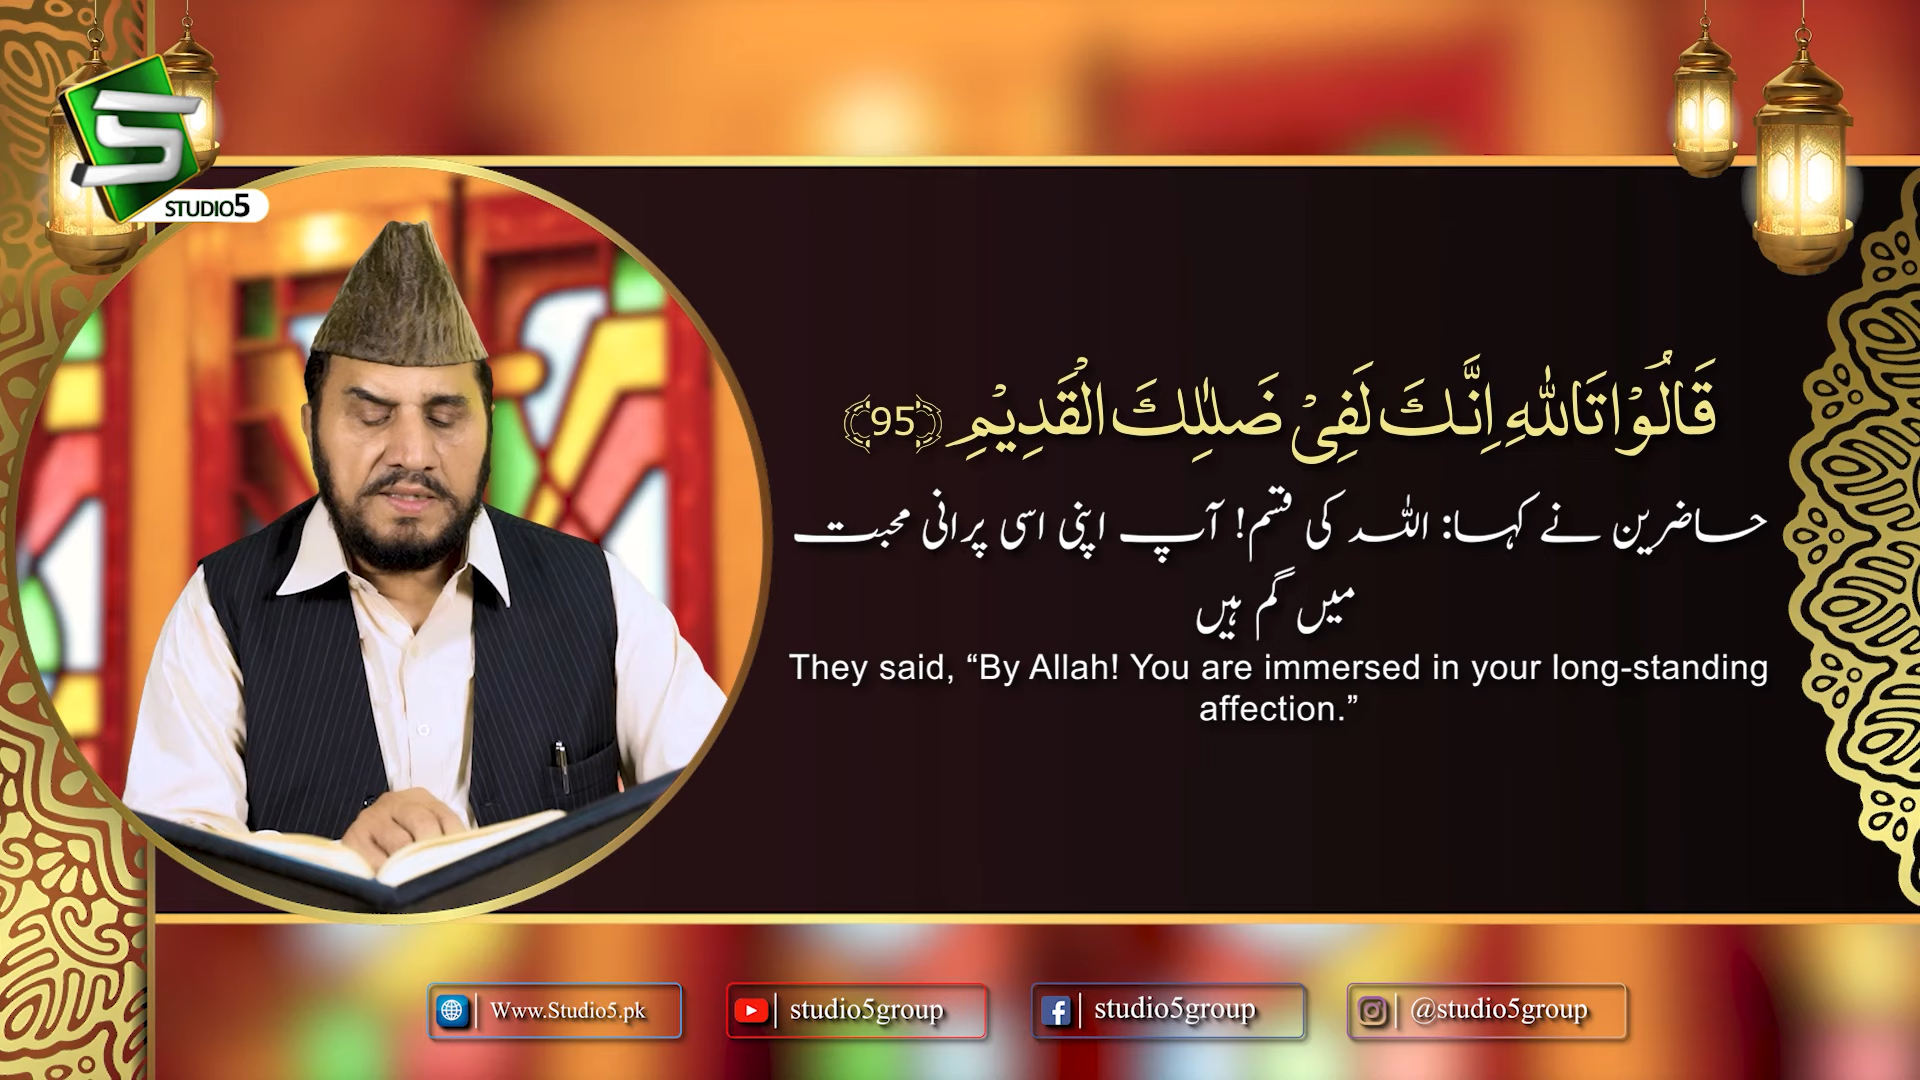 STUDIO5
قَالُوْا تَاللّٰهِ اِنَّكَ لَفِیْ ضَلٰلِكَ الْقَدِیْمِ ﴿95﴾
حاضرین نے کہا: اللہ کی قسم! آپ اپنی اسی پرانی محبت
میں گم ہیں
They said, “By Allah! You are immersed in your long-standing
affection.”
Www.Studio5.pk
studio5group
studio5group
@studio5group